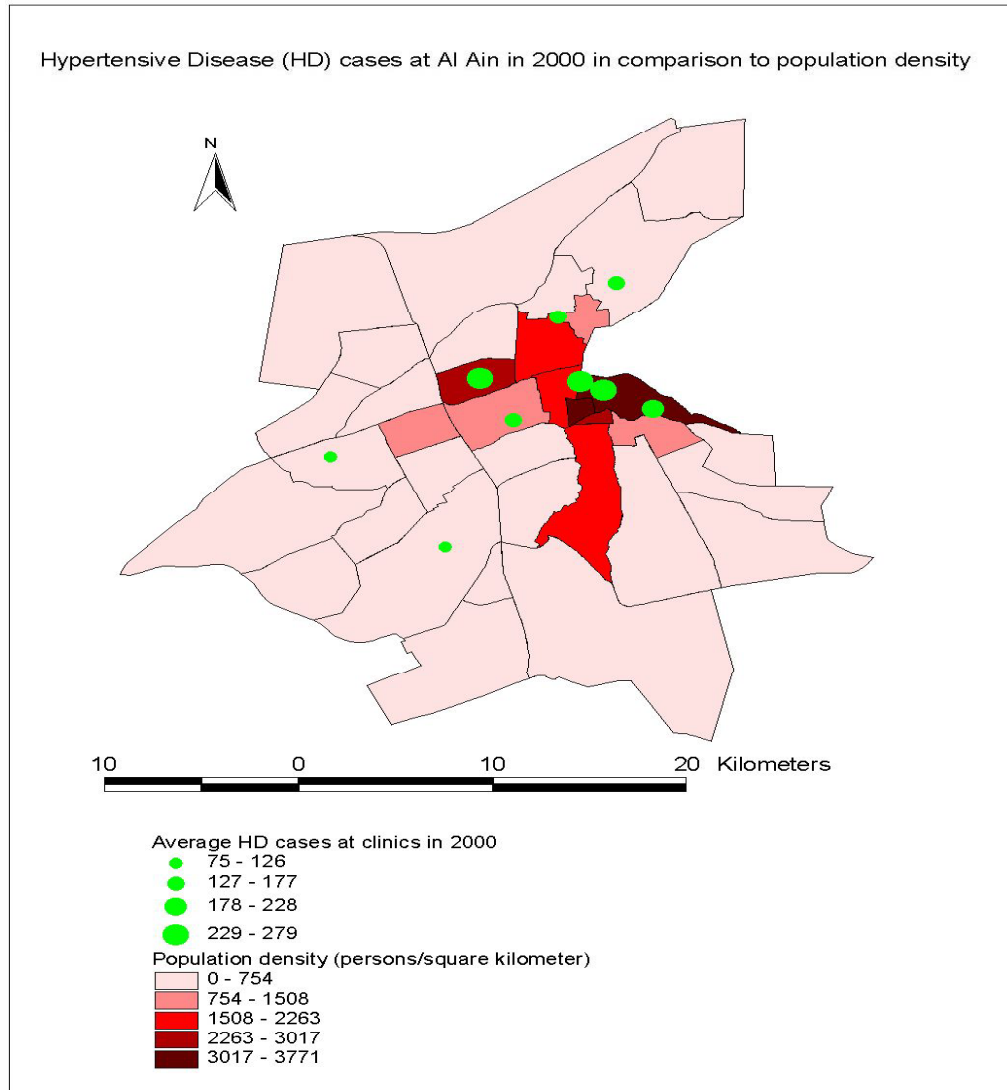 Hypertensive Disease (HD) cases at Al Ain in 2000 in comparison to population density
N
10 0 10 20 Kilometers
Average HD cases at clinics in 2000
75 - 126
127 - 177
178 - 228
229 - 279
Population density (persons/square kilometer)
0 - 754
754 - 1508
1508 - 2263
2263 - 3017
3017 - 3771